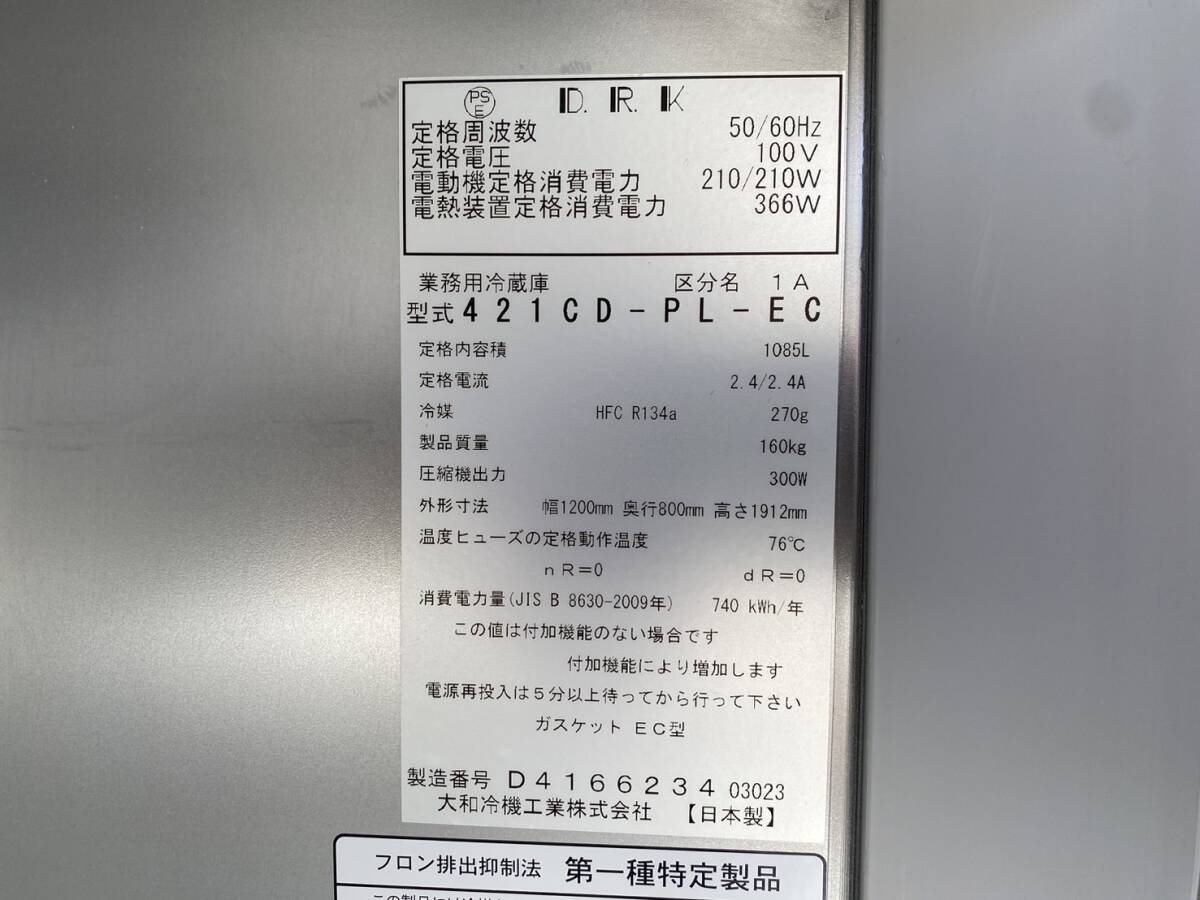 PS E D. R. K
定格周波数 50/60Hz
定格電圧 100V
電動機定格消費電力 210/210W
電熱装置定格消費電力 366W
業務用冷蔵庫 区分名 1A
型式 421CD-PL-EC
定格内容積 1085L
定格電流 2.4/2.4A
冷媒 HFC R134a 270g
製品質量 160kg
圧縮機出力 300W
外形寸法 幅1200mm 奥行800mm 高さ1912mm
温度ヒューズの定格動作温度 76℃
nR=0 dR=0
消費電力量(JIS B 8630-2009年) 740 kWh/年
この値は付加機能のない場合です
付加機能により増加します
電源再投入は5分以上待ってから行って下さい
ガスケット EC型
製造番号 D4166234 03023
大和冷機工業株式会社 【日本製】
フロン排出抑制法 第一種特定製品